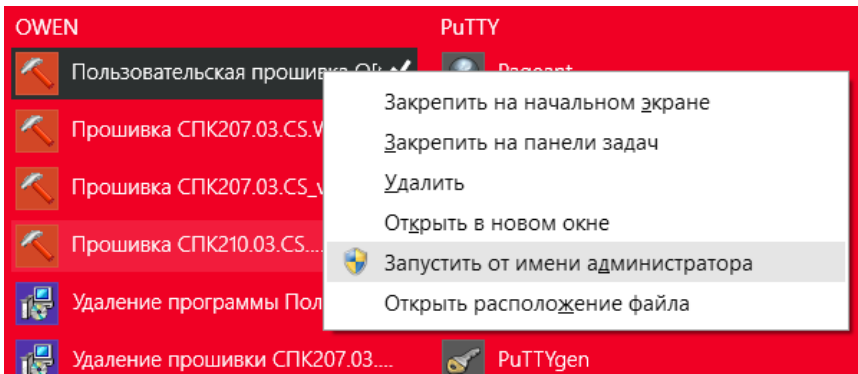 OWEN
Пользовательская прошивка
Прошивка СПК207.03.CS.
Прошивка СПК207.03.CS_v
Прошивка СПК210.03.CS....
Удаление программы Пол
Удаление прошивки СПК207.03....
PuTTY
Pageant
PuTTYgen
Закрепить на начальном экране
Закрепить на панели задач
Удалить
Открыть в новом окне
Запустить от имени администратора
Открыть расположение файла